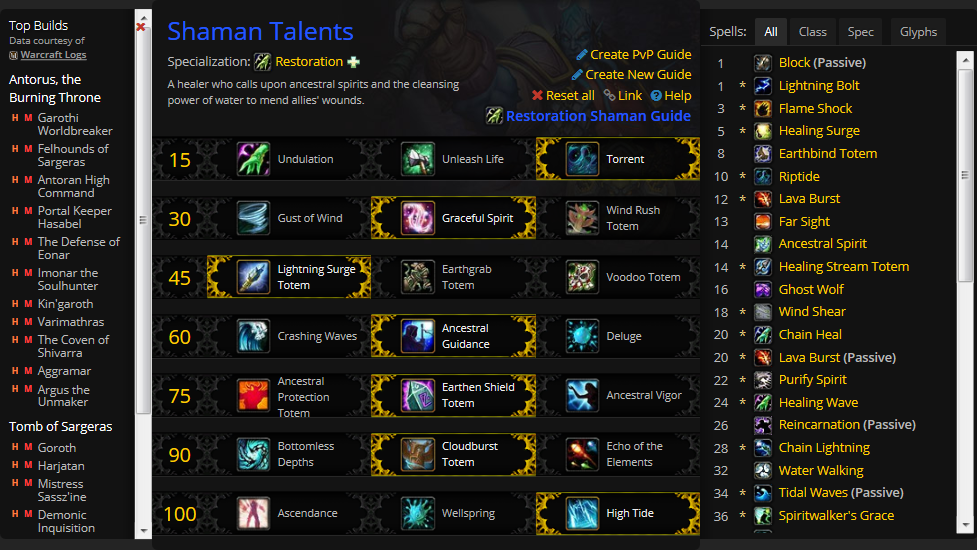 Top Builds
Data courtesy of
Warcraft Logs
Antorus, the
Burning Throne
H M Garothi
Worldbreaker
H M Felhounds of
Sargeras
H M Antoran High
Command
H M Portal Keeper
Hasabel
H M The Defense of
Eonar
H M Imonar the
Soulhunter
H M Kin'garoth
H M Varimathras
H M The Coven of
Shivarra
H M Aggramar
H M Argus the
Unmaker
Tomb of Sargeras
H M Goroth
H M Harjatan
H M Mistress
Sassz'ine
H M Demonic
Inquisition
Shaman Talents
Specialization: Restoration
A healer who calls upon ancestral spirits and the cleansing
power of water to mend allies' wounds.
Create PvP Guide
Create New Guide
Reset all Link Help
Restoration Shaman Guide
15 Undulation Unleash Life Torrent
30 Gust of Wind Graceful Spirit Wind Rush
Totem
45 Lightning Surge
Totem
Earthgrab
Totem
Voodoo Totem
60 Crashing Waves Ancestral
Guidance
Deluge
75 Ancestral
Protection
Totem
Earthen Shield
Totem
Ancestral Vigor
90 Bottomless
Depths
Cloudburst
Totem
Echo of the
Elements
100 Ascendance Wellspring High Tide
Spells: All Class Spec Glyphs
1 Block (Passive)
1 * Lightning Bolt
3 * Flame Shock
5 * Healing Surge
8 Earthbind Totem
10 * Riptide
12 * Lava Burst
13 Far Sight
14 Ancestral Spirit
14 * Healing Stream Totem
16 Ghost Wolf
18 * Wind Shear
20 * Chain Heal
20 * Lava Burst (Passive)
22 * Purify Spirit
24 * Healing Wave
26 Reincarnation (Passive)
28 * Chain Lightning
32 Water Walking
34 * Tidal Waves (Passive)
36 * Spiritwalker's Grace